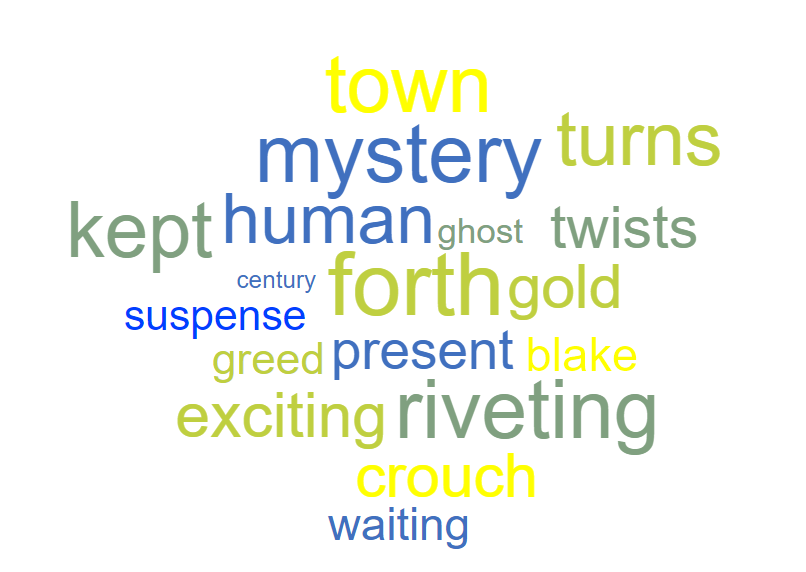 town
mystery turns
kept human ghost twists
century forth gold
suspense
greed present blake
exciting riveting
crouch
waiting